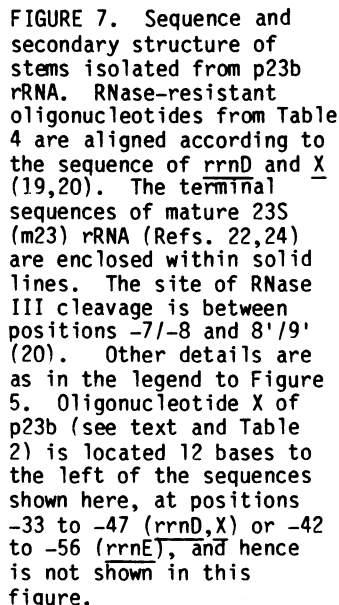 FIGURE 7. Sequence and
secondary structure of
stems isolated from p23b
rRNA. RNase-resistant
oligonucleotides from Table
4 are aligned according to
the sequence of rrnD and X
(19,20). The terminal
sequences of mature 23S
(m23) rRNA (Refs. 22,24)
are enclosed within solid
lines. The site of RNase
III cleavage is between
positions -7/-8 and 8'/9'
(20). Other details are
as in the legend to Figure
5. Oligonucleotide X of
p23b (see text and Table
2) is located 12 bases to
the left of the sequences
shown here, at positions
-33 to -47 (rrnD,X) or -42
to -56 (rrnE), and hence
is not shown in this
figure.